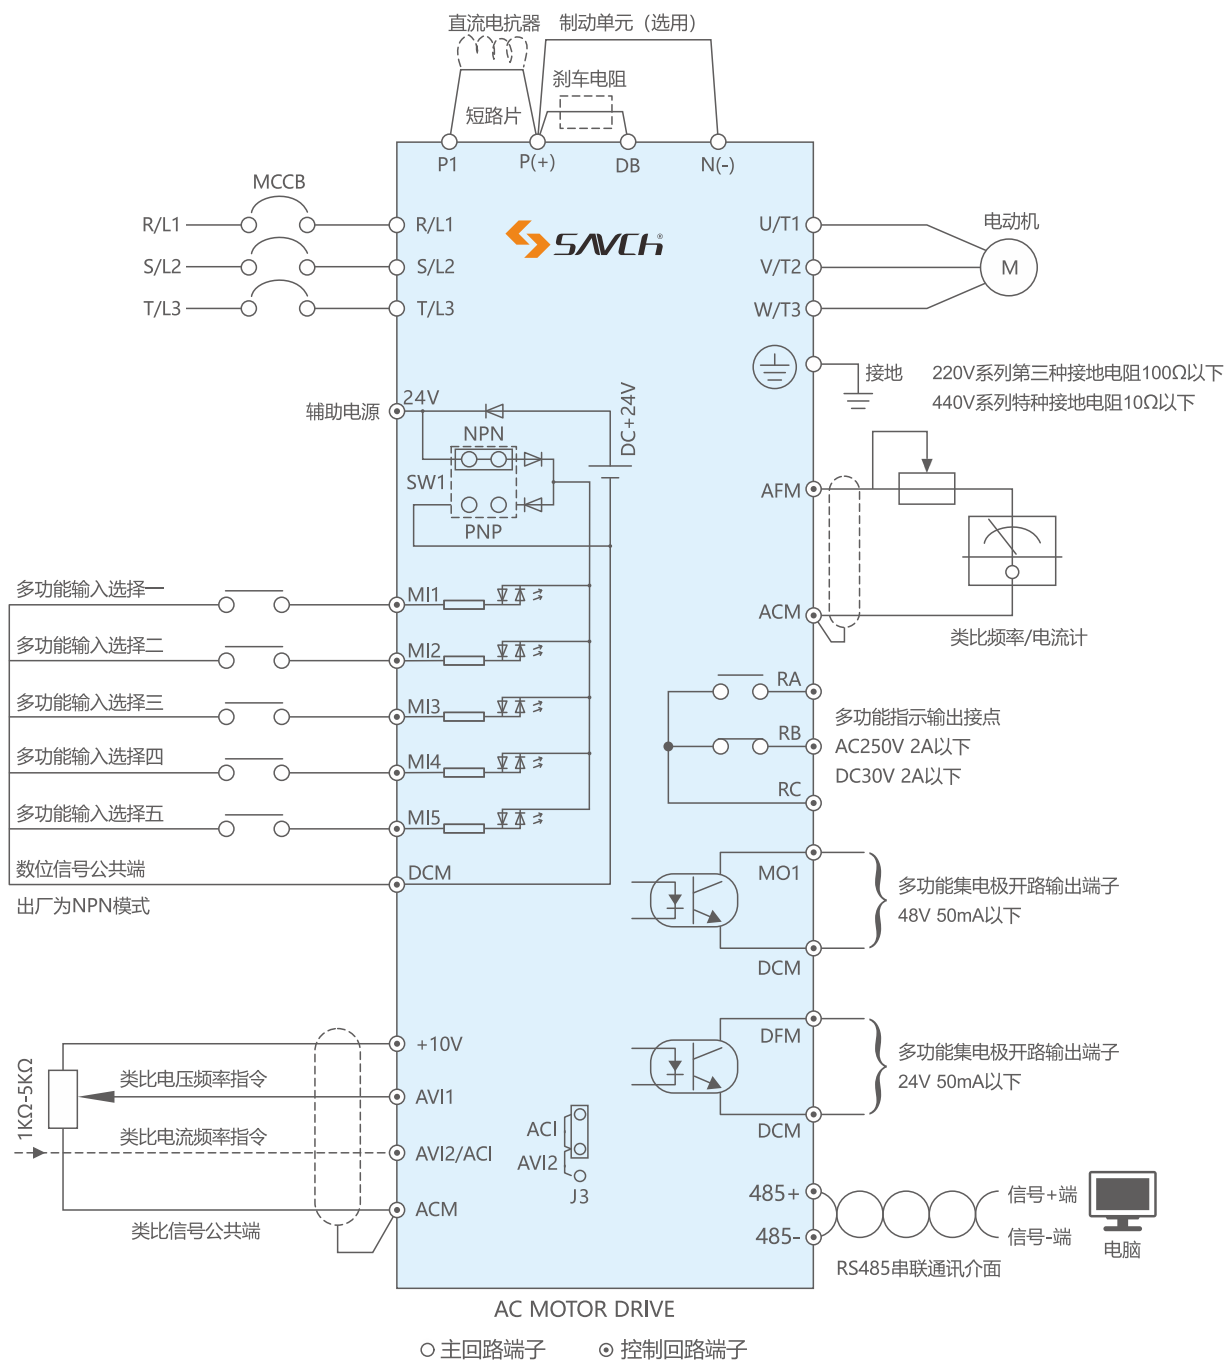 直流电抗器
制动单元（选用）
刹车电阻
短路片
P1
P(+)
DB
N(-)
MCCB
R/L1
R/L1
S/L2
S/L2
T/L3
T/L3
SAVCh®
U/T1
V/T2
W/T3
电动机
M
接地
220V系列第三种接地电阻100Ω以下
440V系列特种接地电阻10Ω以下
辅助电源
24V
DC+24V
NPN
SW1
PNP
AFM
ACM
类比频率/电流计
多功能输入选择一
MI1
多功能输入选择二
MI2
多功能输入选择三
MI3
多功能输入选择四
MI4
多功能输入选择五
MI5
数位信号公共端
DCM
出厂为NPN模式
RA
RB
RC
多功能指示输出接点
AC250V 2A以下
DC30V 2A以下
MO1
DCM
多功能集电极开路输出端子
48V 50mA以下
DFM
DCM
多功能集电极开路输出端子
24V 50mA以下
1KΩ-5KΩ
+10V
类比电压频率指令
AVI1
类比电流频率指令
AVI2/ACI
ACM
类比信号公共端
ACI
AVI2
J3
485+
485-
信号+端
信号-端
电脑
RS485串联通讯介面
AC MOTOR DRIVE
主回路端子
控制回路端子